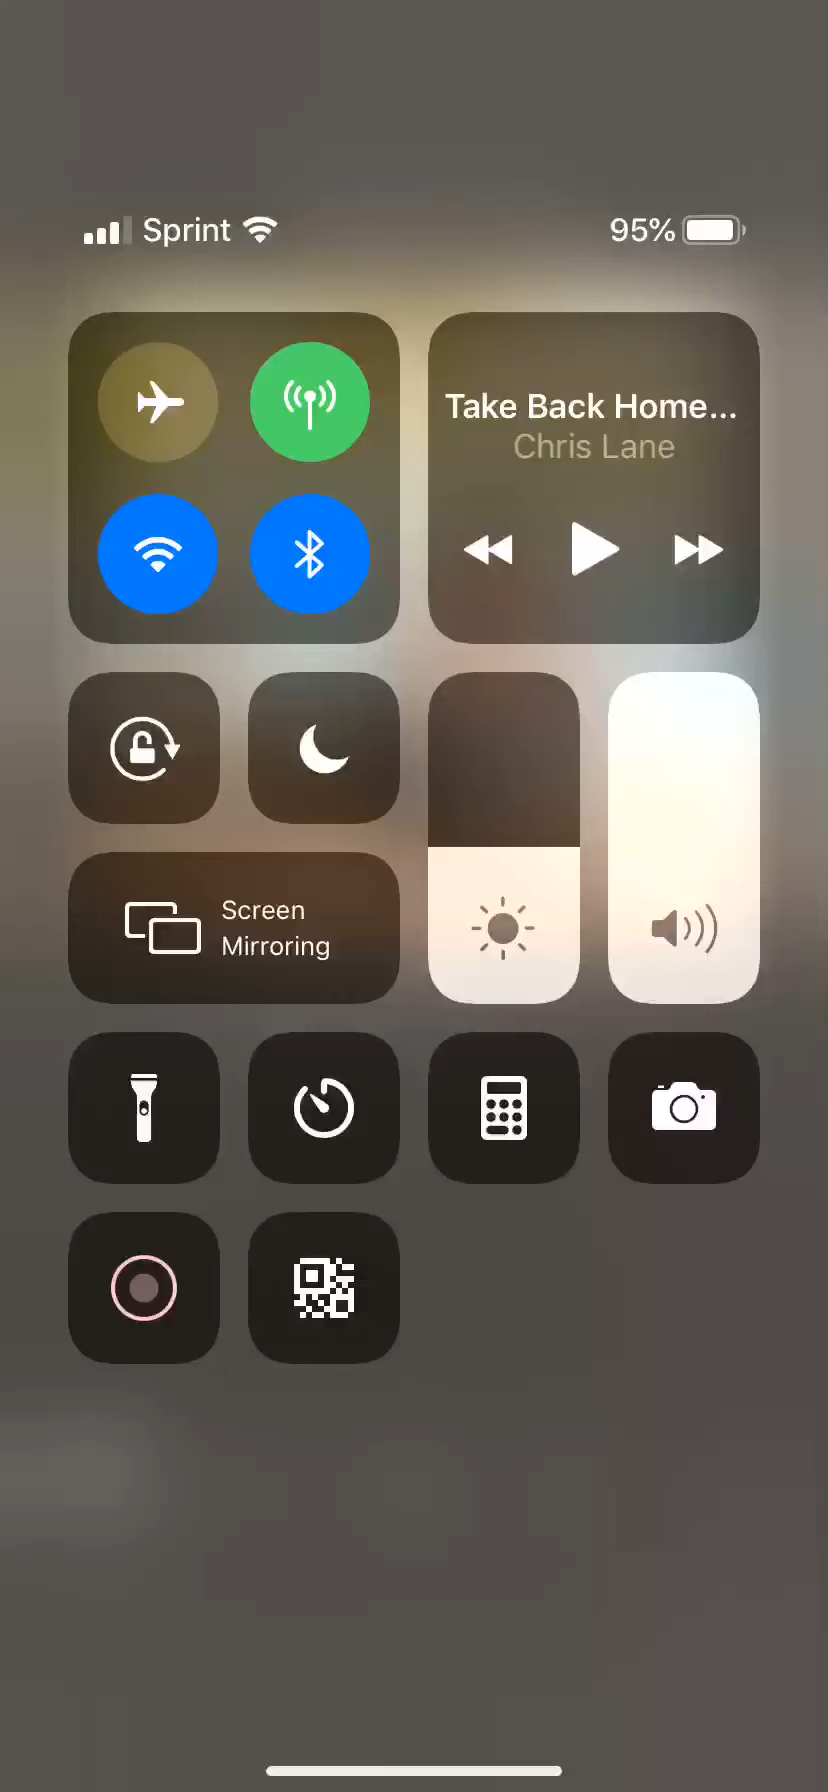 Sprint
95%
Take Back Home...
Chris Lane
Screen
Mirroring